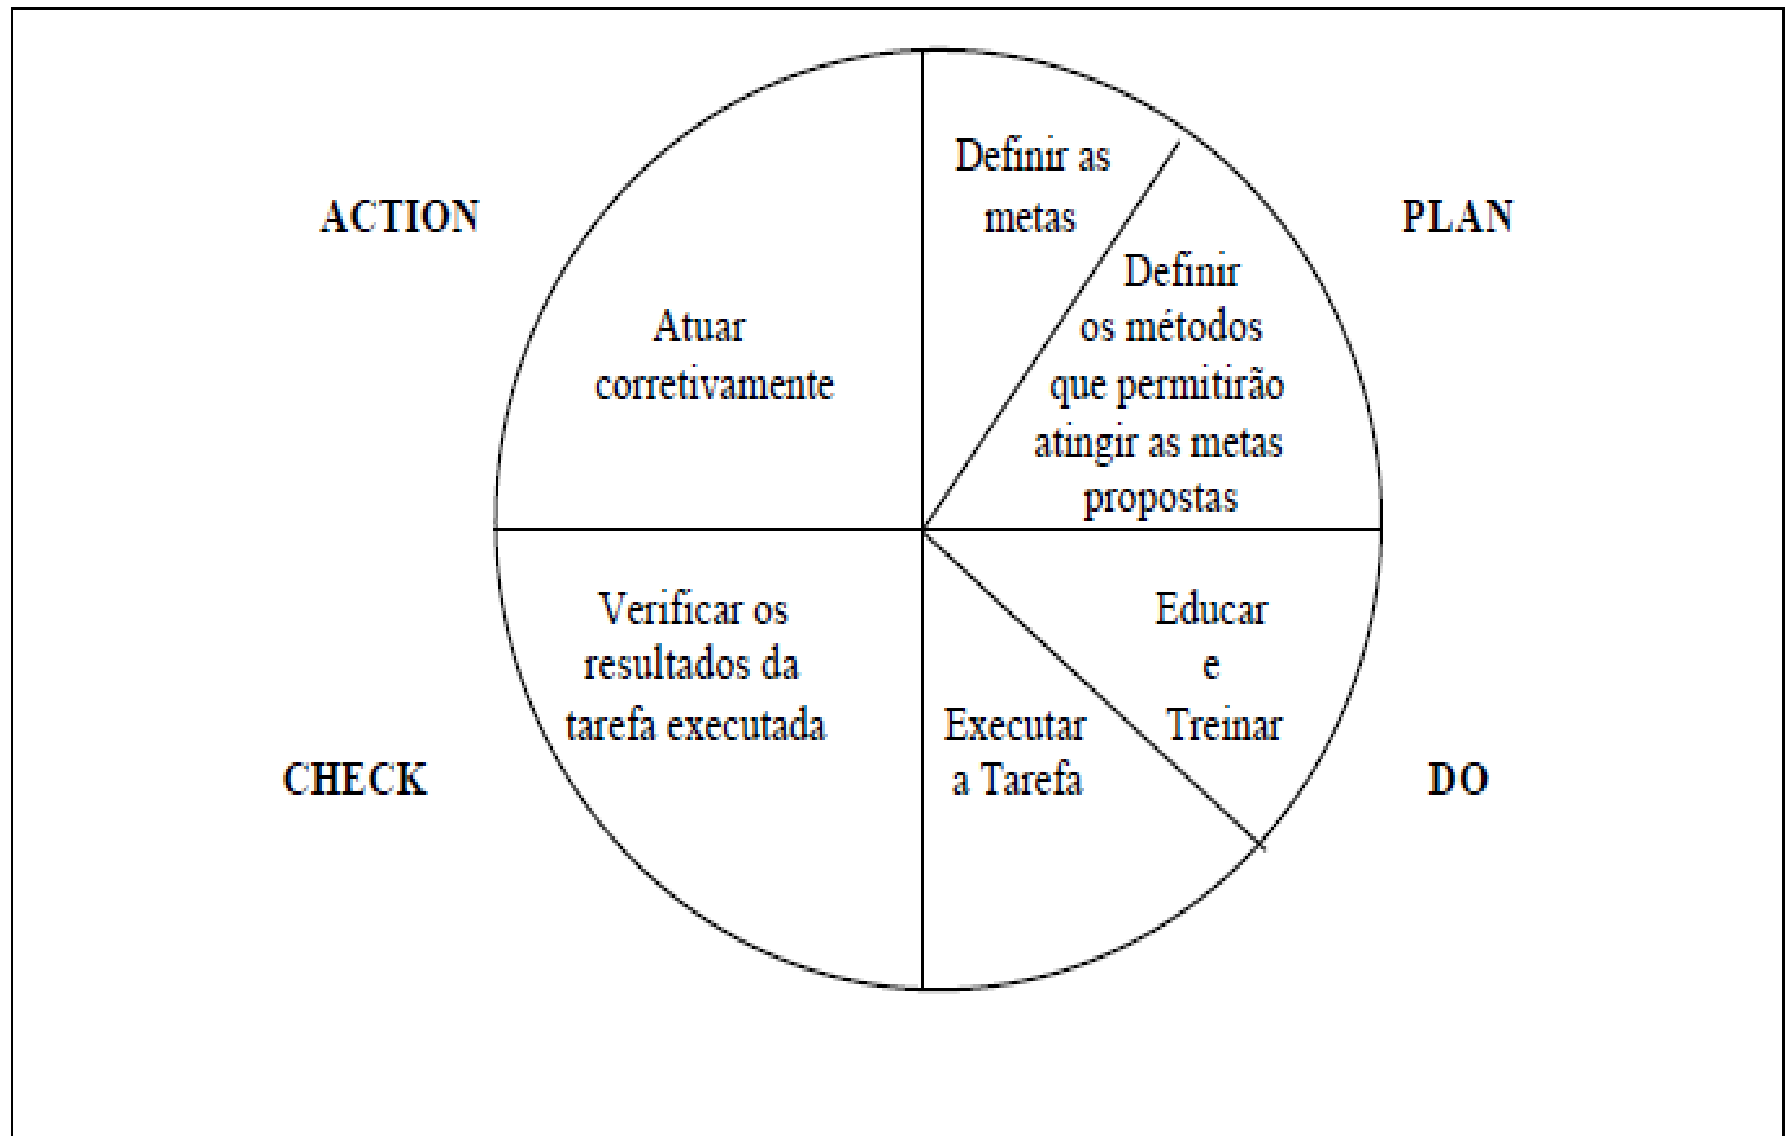 ACTION
PLAN
Definir as
metas
Definir
os métodos
que permitirão
atingir as metas
propostas
Atuar
corretivamente
Verificar os
resultados da
tarefa executada
Educar
e
Treinar
Executar
a Tarefa
CHECK
DO